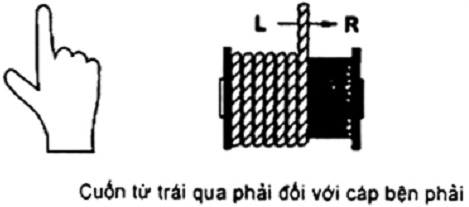 L R
Cuốn từ trái qua phải đối với cáp bện phải